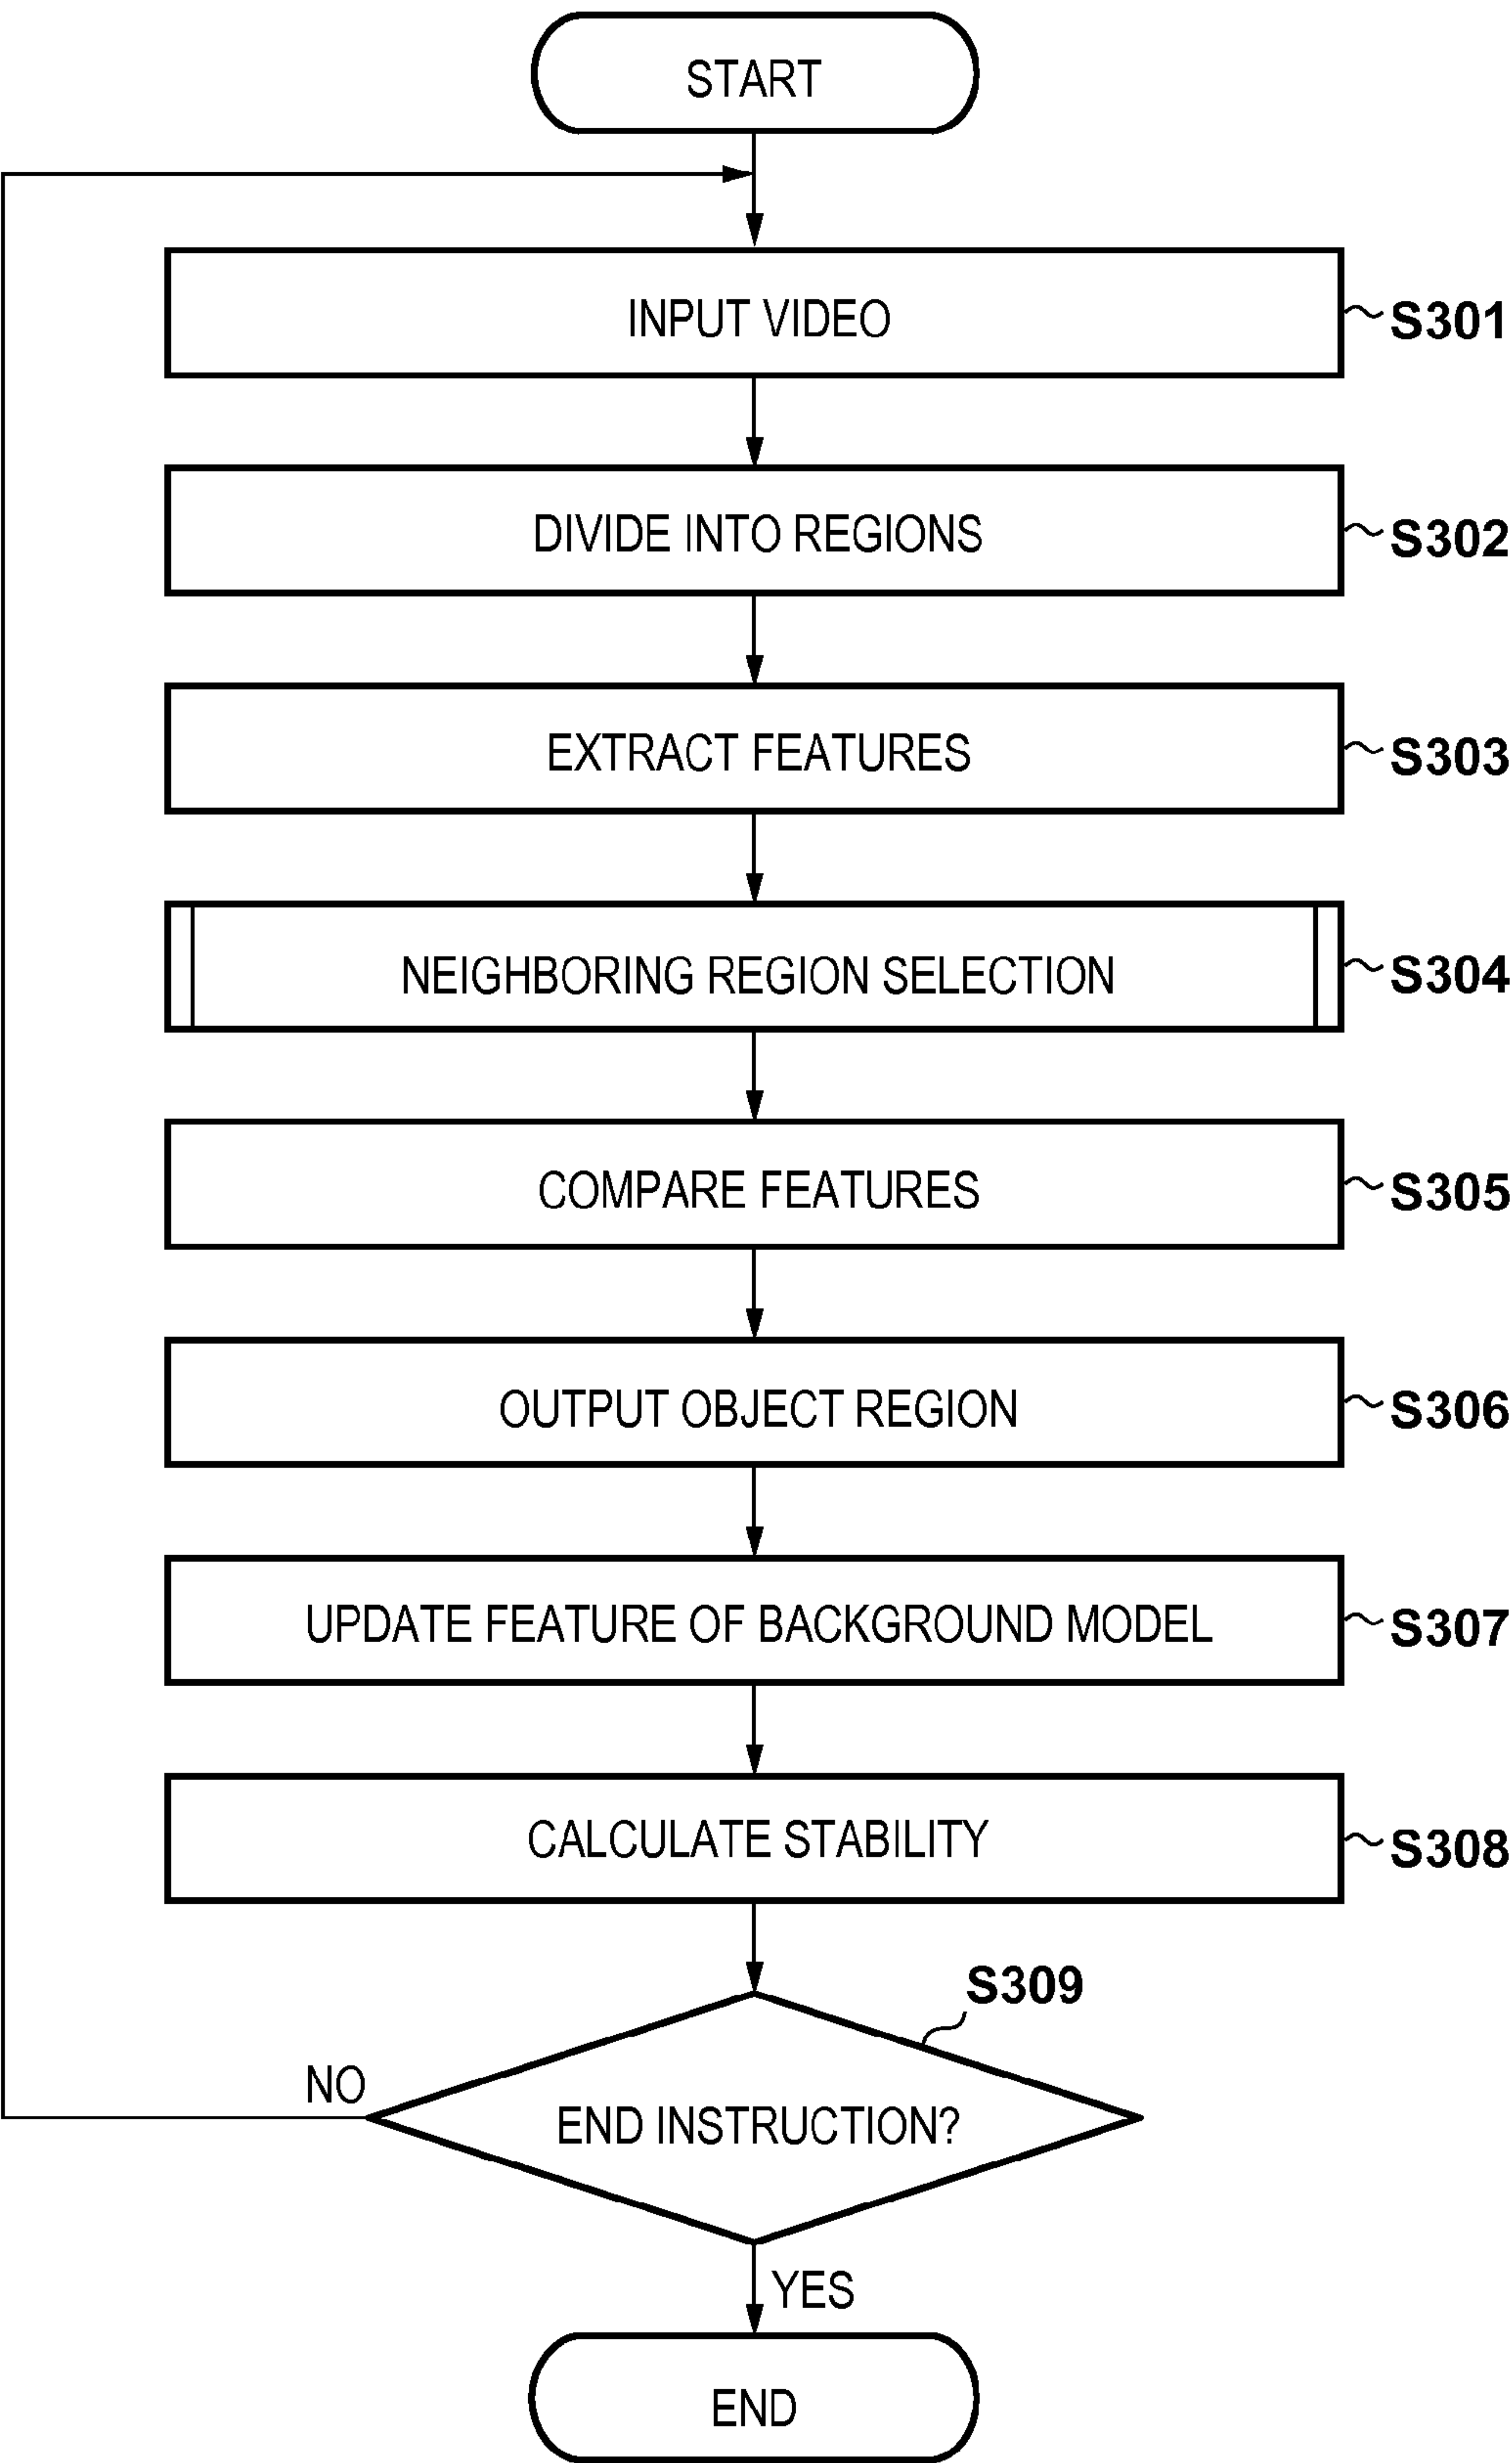 START
INPUT VIDEO
S301
DIVIDE INTO REGIONS
S302
EXTRACT FEATURES
S303
NEIGHBORING REGION SELECTION
S304
COMPARE FEATURES
S305
OUTPUT OBJECT REGION
S306
UPDATE FEATURE OF BACKGROUND MODEL
S307
CALCULATE STABILITY
S308
S309
NO
END INSTRUCTION?
YES
END